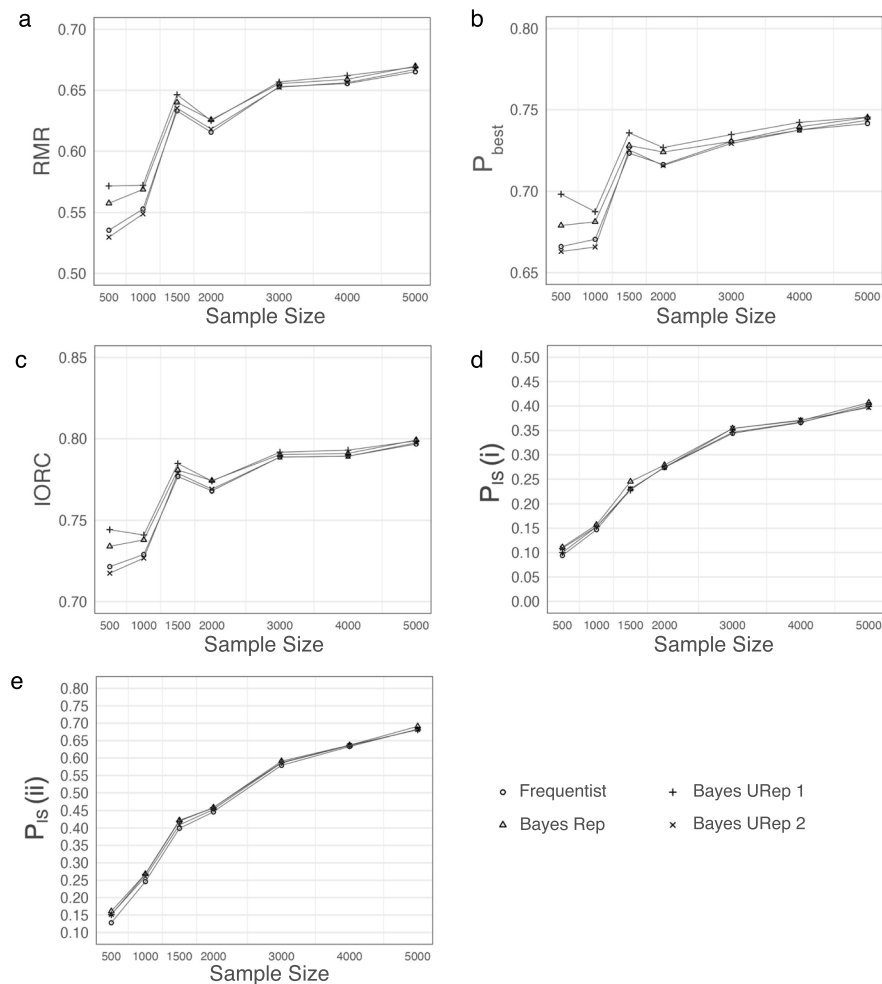 a
0.70
0.65
0.60
0.55
0.50
RMR
500 1000 1500 2000 3000 4000 5000
Sample Size
b
0.80
0.75
0.70
0.65
P best
500 1000 1500 2000 3000 4000 5000
Sample Size
c
0.85
0.80
0.75
0.70
IORC
500 1000 1500 2000 3000 4000 5000
Sample Size
d
0.50
0.45
0.40
0.35
0.30
0.25
0.20
0.15
0.10
0.05
0.00
PIS (i)
500 1000 1500 2000 3000 4000 5000
Sample Size
e
0.80
0.75
0.70
0.65
0.60
0.55
0.50
0.45
0.40
0.35
0.30
0.25
0.20
0.15
0.10
PIS (ii)
500 1000 1500 2000 3000 4000 5000
Sample Size
Frequentist
Bayes Rep
Bayes URep 1
Bayes URep 2